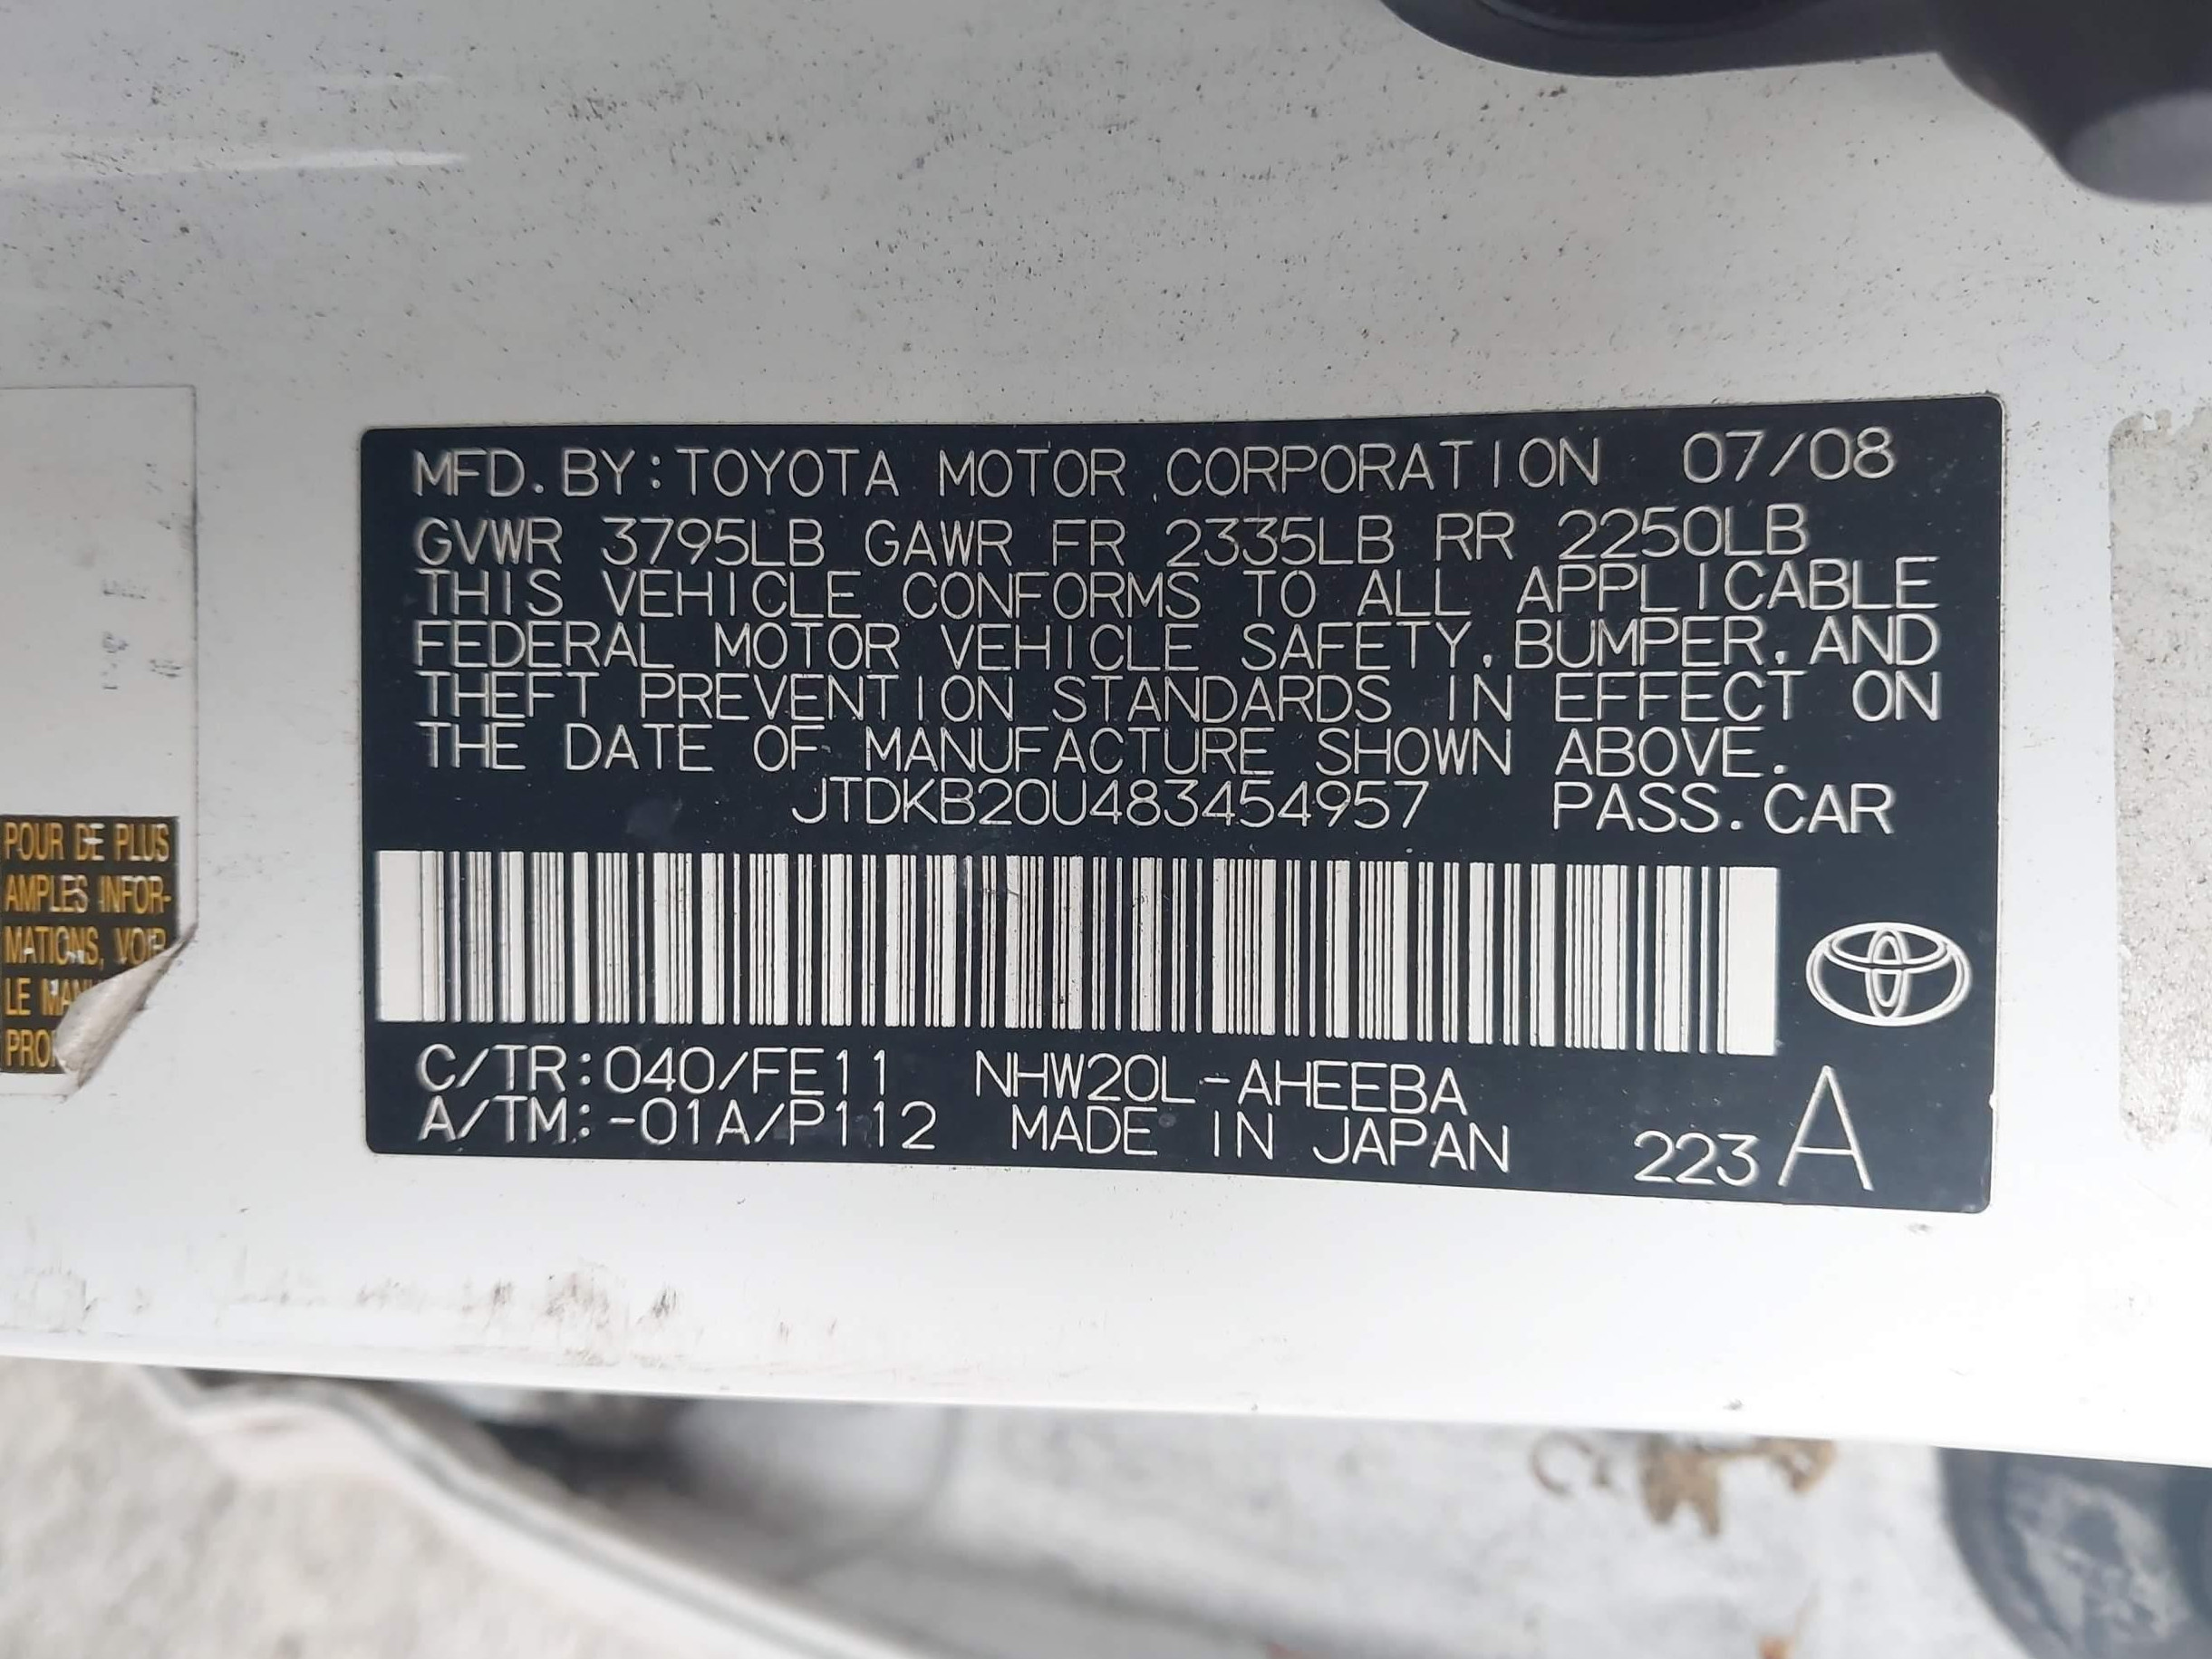 MFD. BY: TOYOTA MOTOR CORPORATION 07/08
GVWR 3795LB GAWR FR 2335LB RR 2250LB
THIS VEHICLE CONFORMS TO ALL APPLICABLE
FEDERAL MOTOR VEHICLE SAFETY, BUMPER, AND
THEFT PREVENTION STANDARDS IN EFFECT ON
THE DATE OF MANUFACTURE SHOWN ABOVE.
JTDKB20U483454957 PASS. CAR
C/TR: 040/FE11 NHW20L-AHEEBA
A/TM: -01A/P112 MADE IN JAPAN 223 A
POUR DE PLUS
AMPLES INFOR-
MATIONS, VOIR
LE